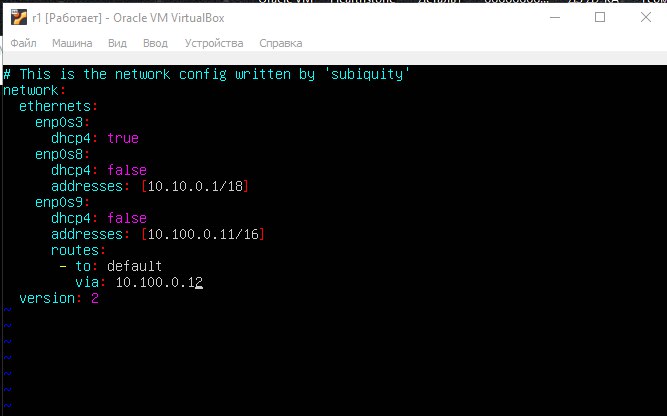 r1 [Работает] - Oracle VM VirtualBox
Файл Машина Вид Ввод Устройства Справка
# This is the network config written by 'subiquity'
network:
  ethernets:
    enp0s3:
      dhcp4: true
    enp0s8:
      dhcp4: false
      addresses: [10.10.0.1/18]
    enp0s9:
      dhcp4: false
      addresses: [10.100.0.11/16]
      routes:
       - to: default
         via: 10.100.0.12
  version: 2
~
~
~
~
~
~
~